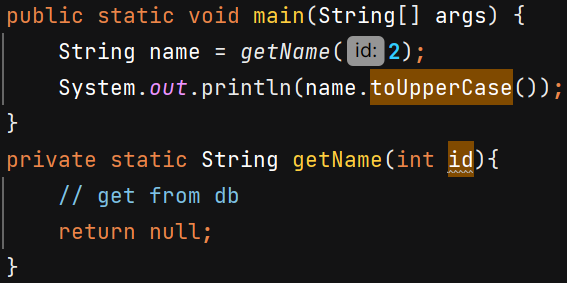 public static void main(String[] args) {
    String name = getName( id: 2);
    System.out.println(name.toUpperCase());
}
private static String getName(int id){
    // get from db
    return null;
}